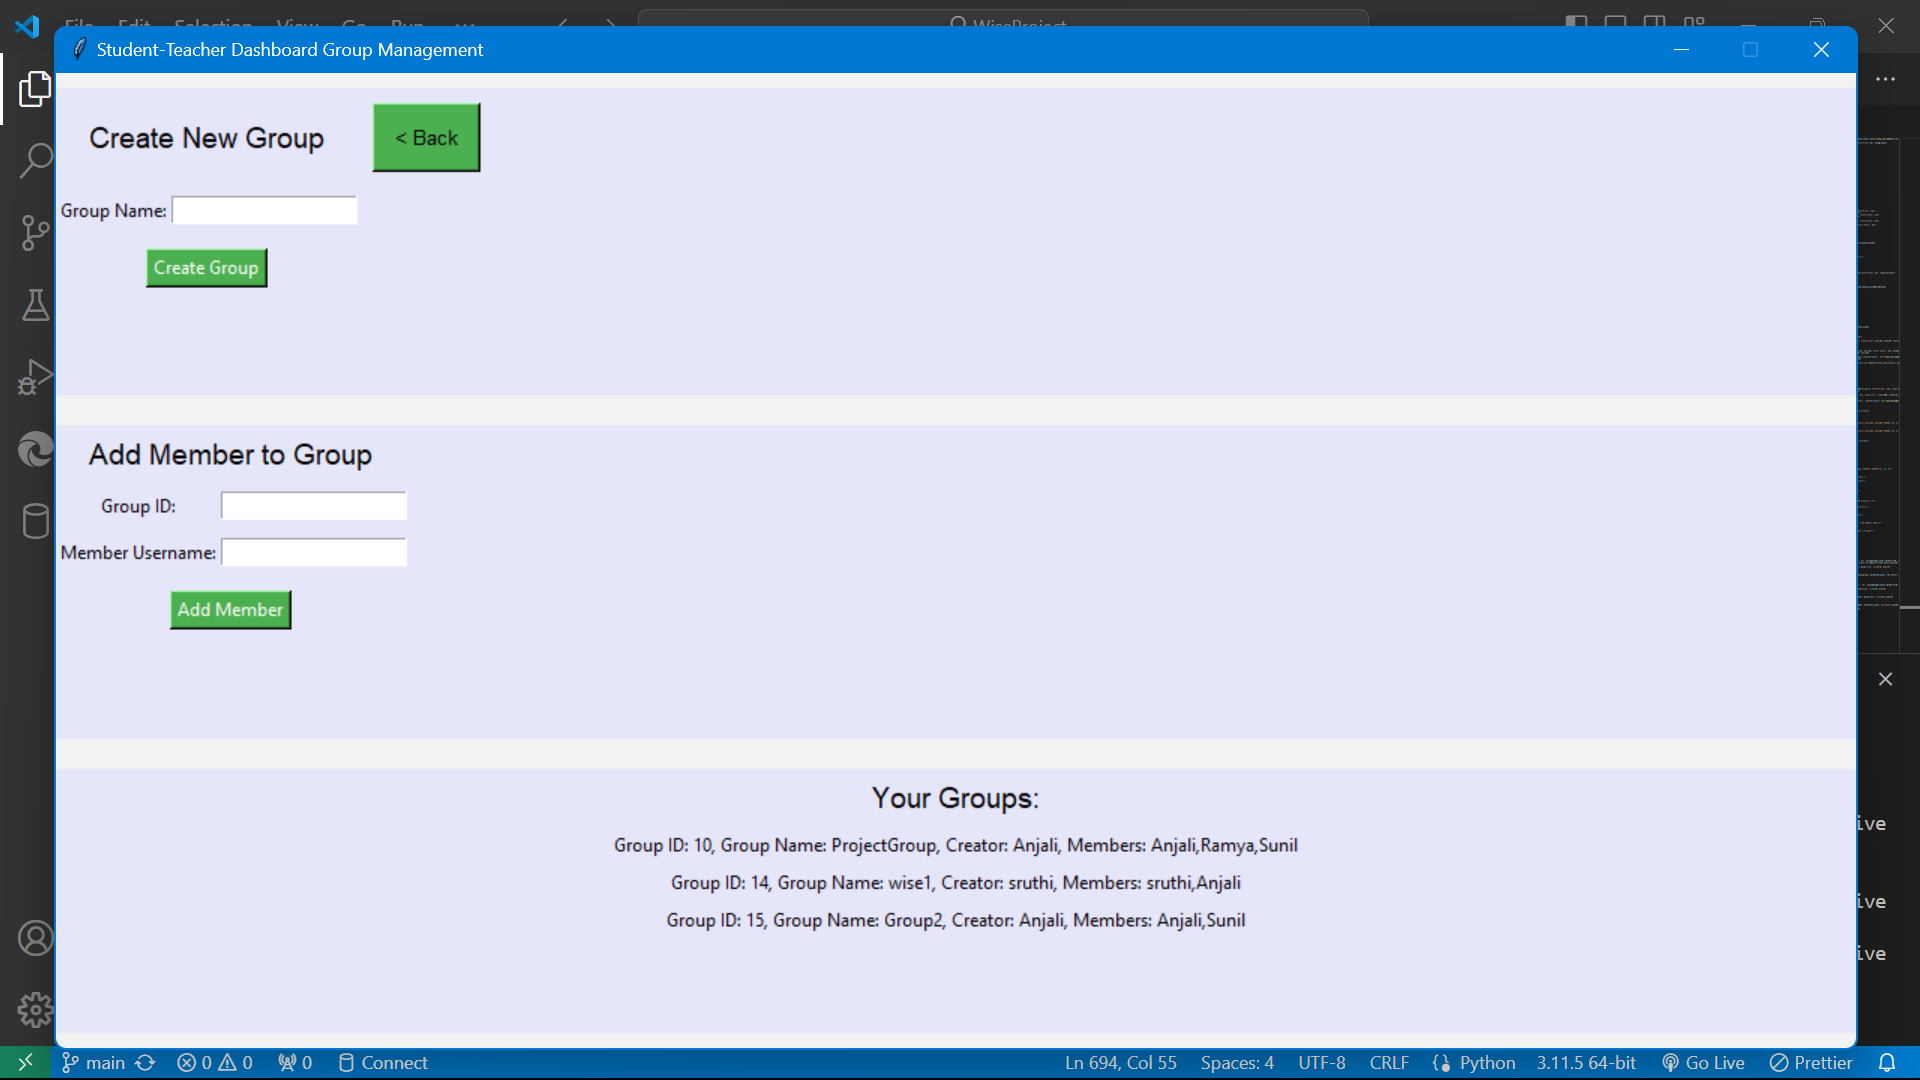 File Edit Selection View Go Run ... WiseProject
Student-Teacher Dashboard Group Management
Create New Group
< Back
Group Name:
Create Group
Add Member to Group
Group ID:
Member Username:
Add Member
Your Groups:
Group ID: 10, Group Name: ProjectGroup, Creator: Anjali, Members: Anjali,Ramya,Sunil
Group ID: 14, Group Name: wise1, Creator: sruthi, Members: sruthi,Anjali
Group ID: 15, Group Name: Group2, Creator: Anjali, Members: Anjali,Sunil
ive
ive
ive
main 0 0 0 Connect Ln 694, Col 55 Spaces: 4 UTF-8 CRLF Python 3.11.5 64-bit Go Live Prettier